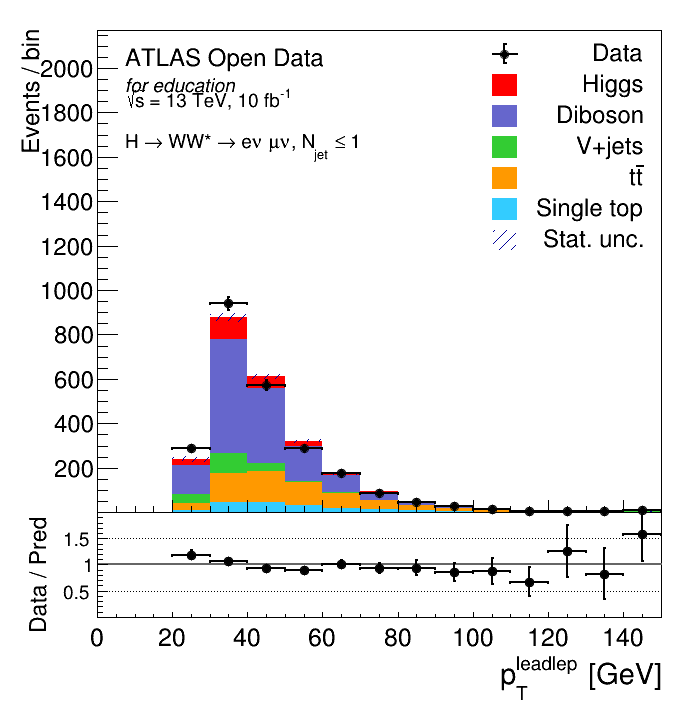 Events / bin
2000
1800
1600
1400
1200
1000
800
600
400
200
ATLAS Open Data
for education
√s = 13 TeV, 10 fb⁻¹
H → WW* → eν μν, N_jet ≤ 1
Data
Higgs
Diboson
V+jets
tt̄
Single top
Stat. unc.
Data / Pred
1.5
1
0.5
0 20 40 60 80 100 120 140
p_T^leadlep [GeV]